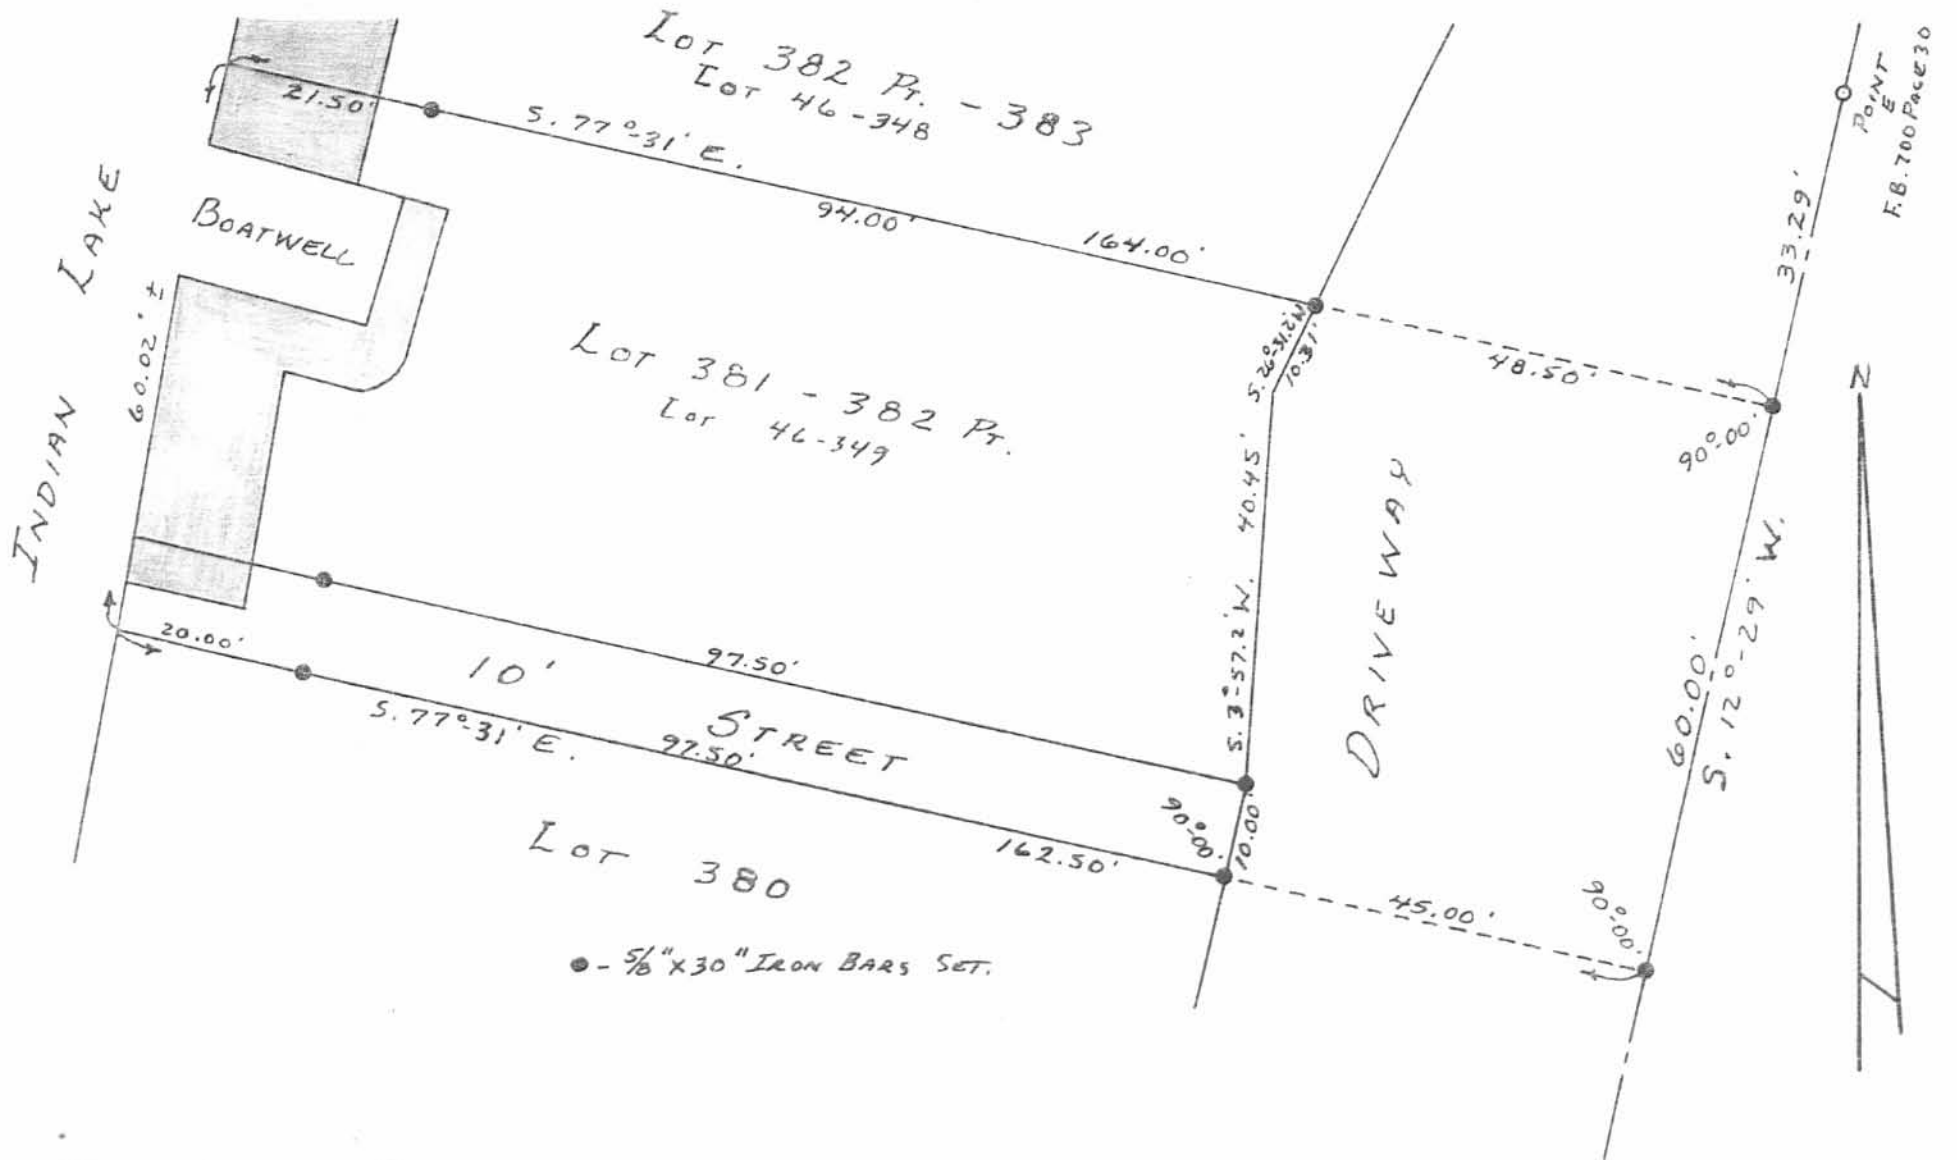 Lot 382 Pt. - 383
Lot 46-348
21.50'
S. 77°-31' E.
94.00'
164.00'
POINT
E
F.B. 700 PAGE 30
33.29'
INDIAN LAKE
BOATWELL
60.02' ±
Lot 381 - 382 Pt.
Lot 46-349
S. 26°-31.2' W
10.31'
48.50'
90°-00'
S. 3°-57.2' W. 40.45'
DRIVEWAY
60.00'
S. 12°-29' W.
N
20.00'
10' STREET
97.50'
S. 77°-31' E.
97.50'
162.50'
90°-00'
10.00'
45.00'
90°-00'
Lot 380
- 5/8" x 30" IRON BARS SET.